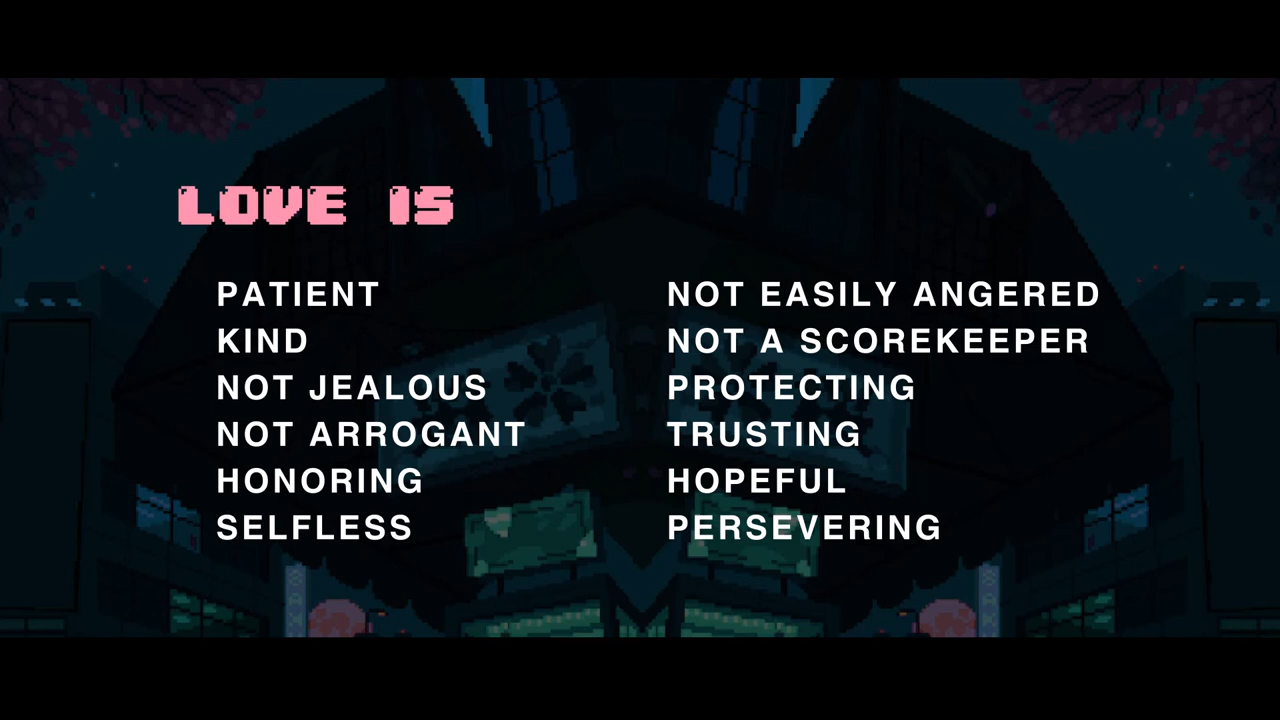 LOVE IS
PATIENT
KIND
NOT JEALOUS
NOT ARROGANT
HONORING
SELFLESS
NOT EASILY ANGERED
NOT A SCOREKEEPER
PROTECTING
TRUSTING
HOPEFUL
PERSEVERING